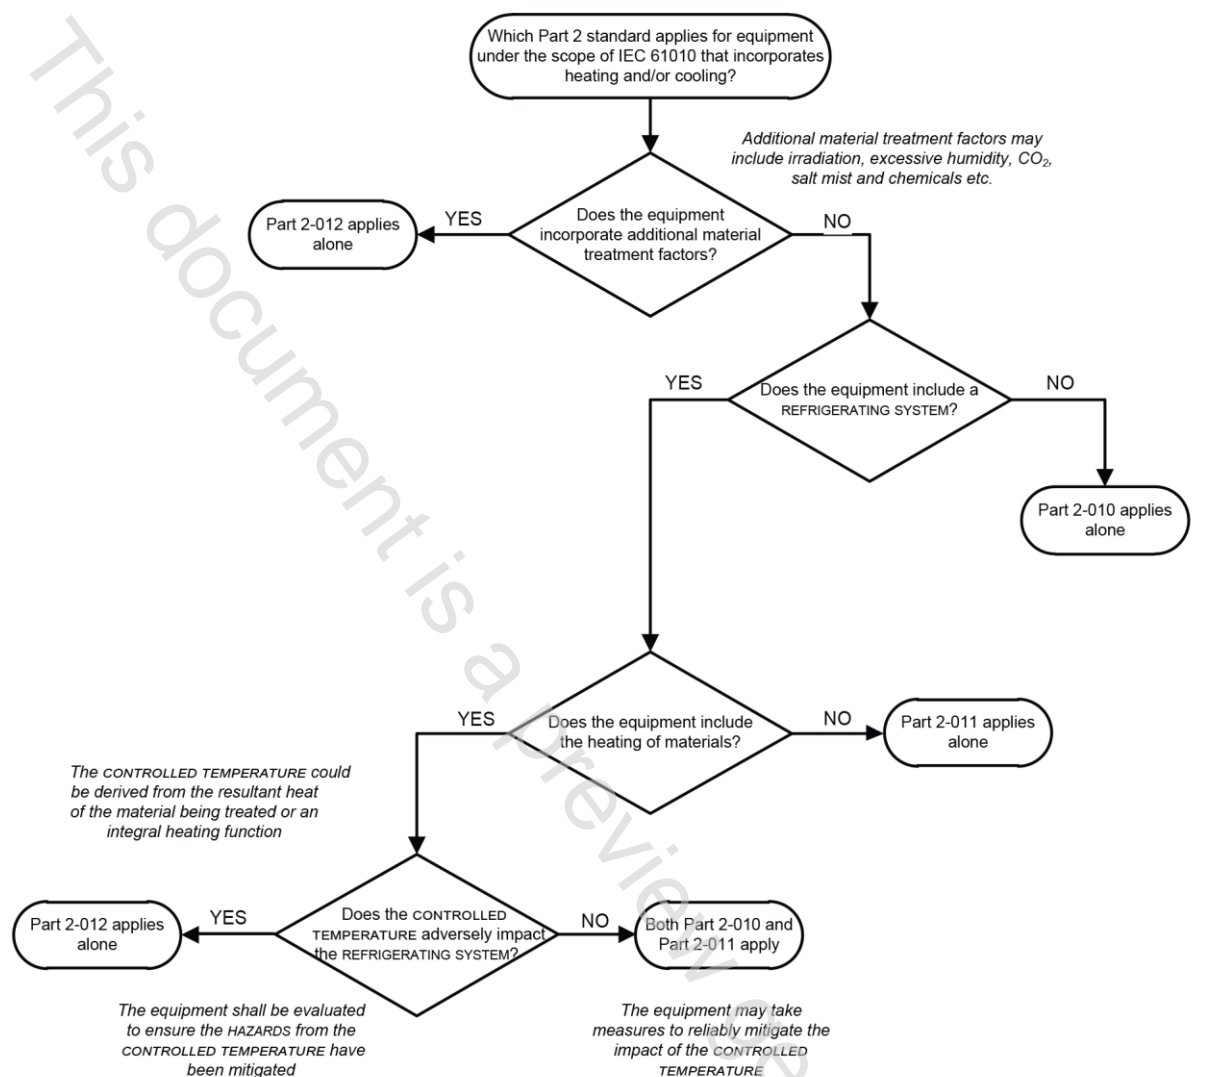 Which Part 2 standard applies for equipment
under the scope of IEC 61010 that incorporates
heating and/or cooling?
Additional material treatment factors may
include irradiation, excessive humidity, CO₂,
salt mist and chemicals etc.
Does the equipment
incorporate additional material
treatment factors?
YES
NO
Part 2-012 applies
alone
Does the equipment include a
REFRIGERATING SYSTEM?
YES
NO
Part 2-010 applies
alone
Does the equipment include
the heating of materials?
YES
NO
Part 2-011 applies
alone
The CONTROLLED TEMPERATURE could
be derived from the resultant heat
of the material being treated or an
integral heating function
Does the CONTROLLED
TEMPERATURE adversely impact
the REFRIGERATING SYSTEM?
YES
NO
Part 2-012 applies
alone
Both Part 2-010 and
Part 2-011 apply
The equipment shall be evaluated
to ensure the HAZARDS from the
CONTROLLED TEMPERATURE have
been mitigated
The equipment may take
measures to reliably mitigate the
impact of the CONTROLLED
TEMPERATURE
This document is a preview ge